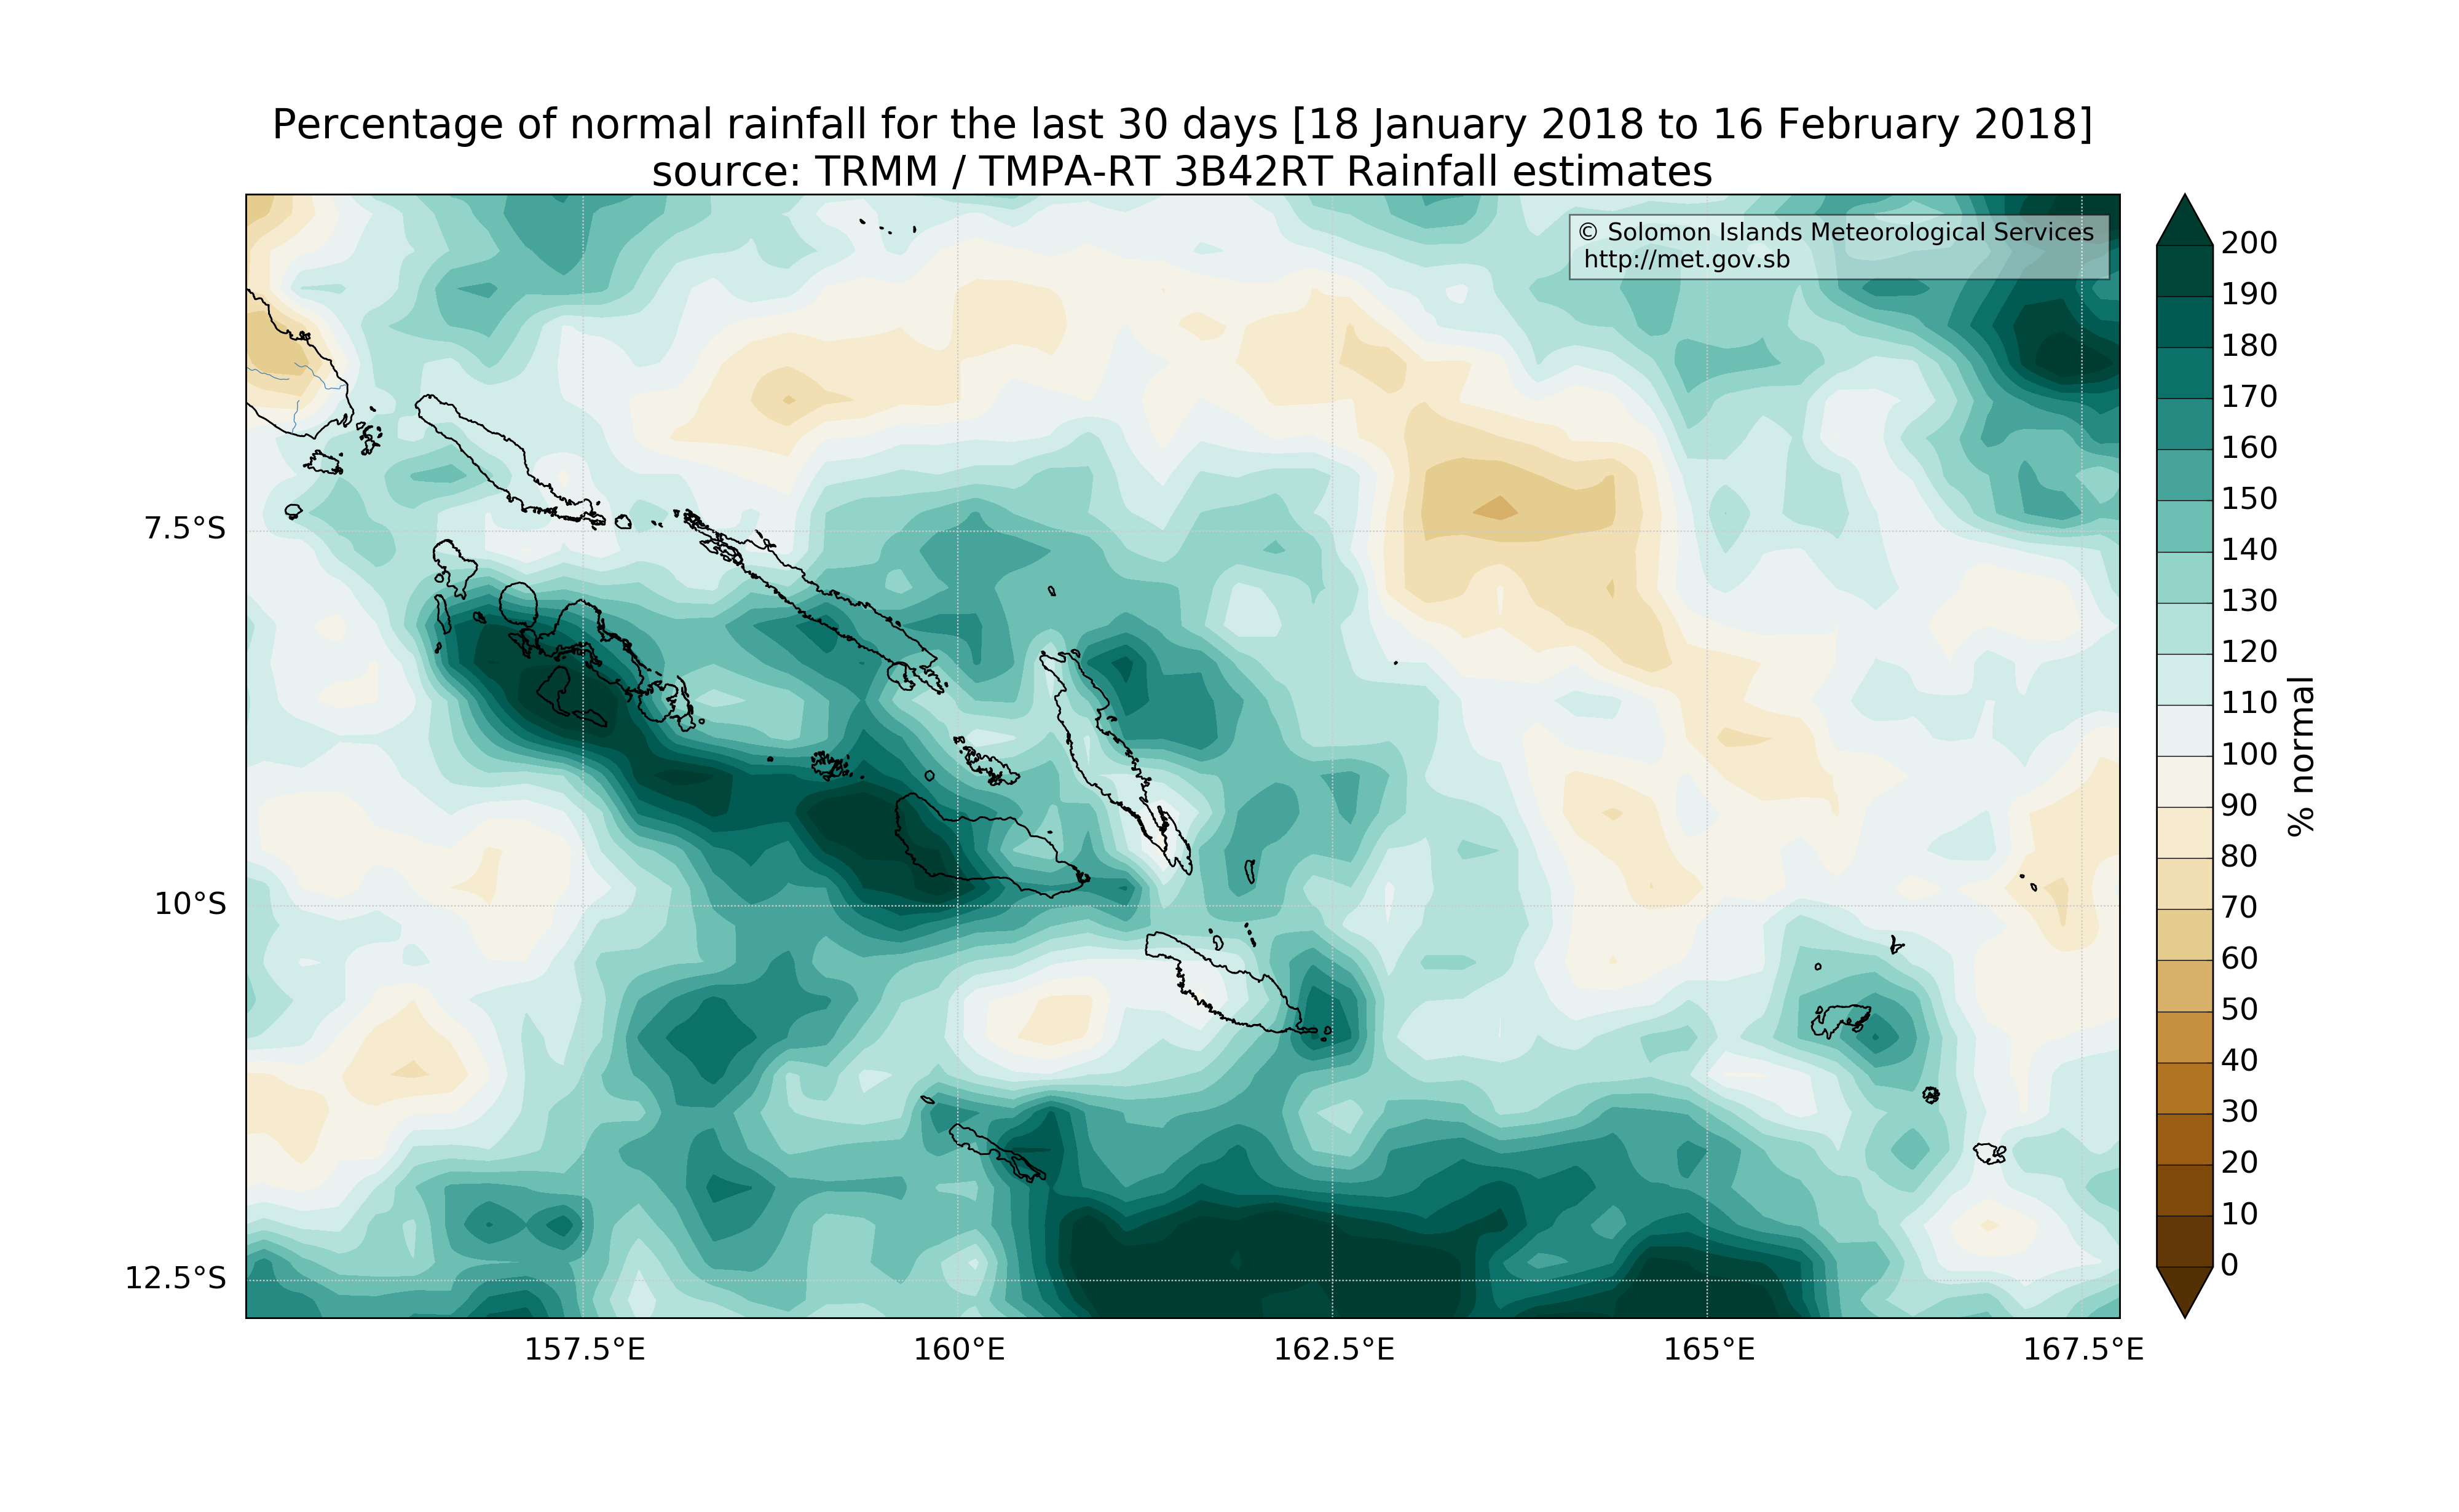 Percentage of normal rainfall for the last 30 days [18 January 2018 to 16 February 2018]
source: TRMM / TMPA-RT 3B42RT Rainfall estimates
© Solomon Islands Meteorological Services
http://met.gov.sb
7.5°S
10°S
12.5°S
157.5°E
160°E
162.5°E
165°E
167.5°E
200
190
180
170
160
150
140
130
120
110
100
90
80
70
60
50
40
30
20
10
0
% normal